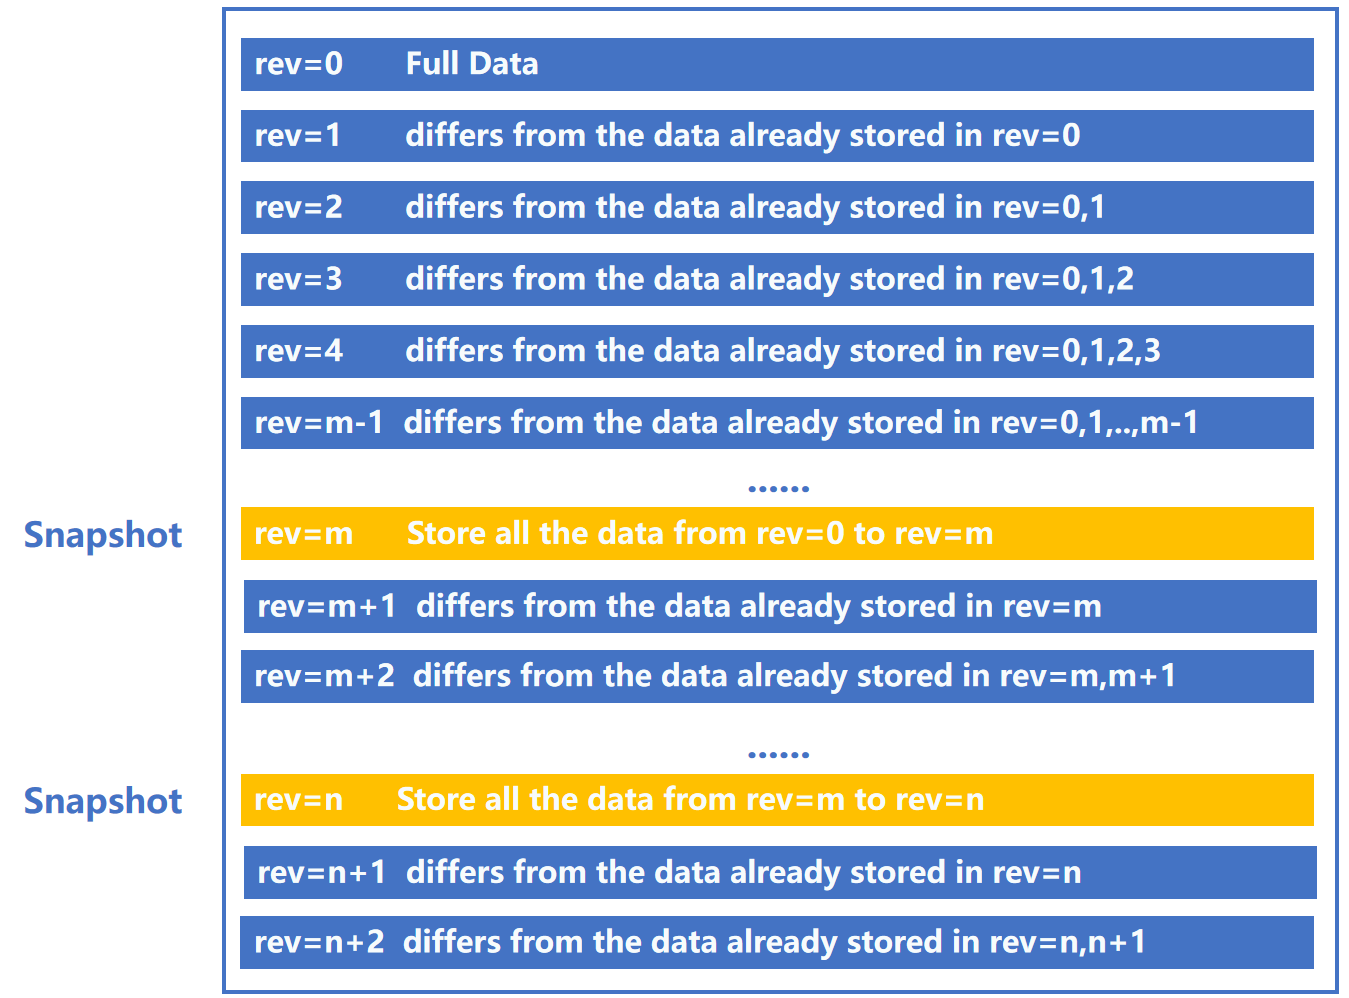 rev=0 Full Data
rev=1 differs from the data already stored in rev=0
rev=2 differs from the data already stored in rev=0,1
rev=3 differs from the data already stored in rev=0,1,2
rev=4 differs from the data already stored in rev=0,1,2,3
rev=m-1 differs from the data already stored in rev=0,1,..,m-1
......
Snapshot rev=m Store all the data from rev=0 to rev=m
rev=m+1 differs from the data already stored in rev=m
rev=m+2 differs from the data already stored in rev=m,m+1
......
Snapshot rev=n Store all the data from rev=m to rev=n
rev=n+1 differs from the data already stored in rev=n
rev=n+2 differs from the data already stored in rev=n,n+1